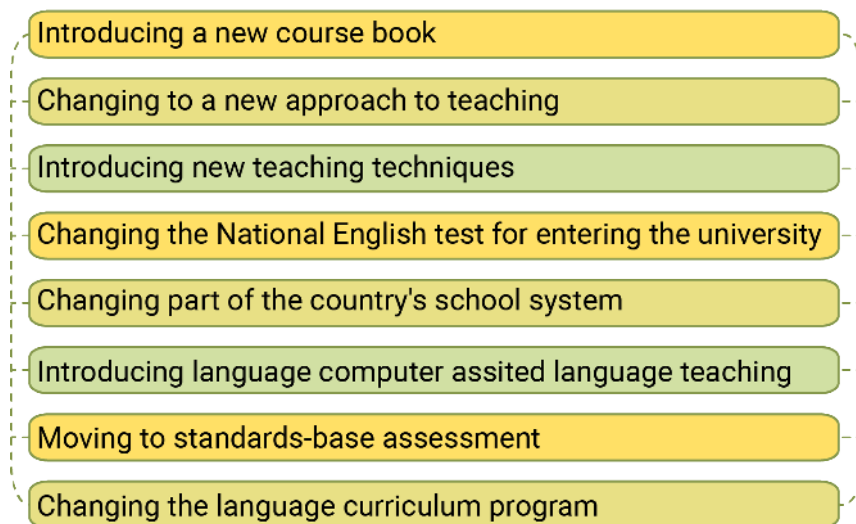 Introducing a new course book
Changing to a new approach to teaching
Introducing new teaching techniques
Changing the National English test for entering the university
Changing part of the country's school system
Introducing language computer assited language teaching
Moving to standards-base assessment
Changing the language curriculum program